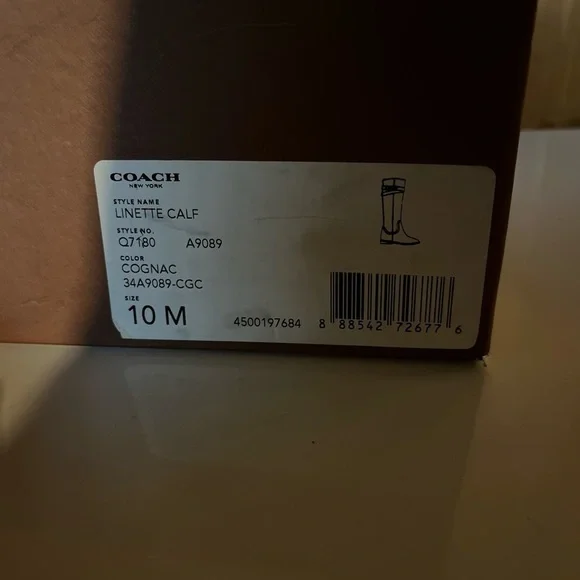 COACH
NEW YORK
STYLE NAME
LINETTE CALF
STYLE NO.
Q7180 A9089
COLOR
COGNAC
34A9089-CGC
SIZE
10 M 4500197684 8 88542 72677 6